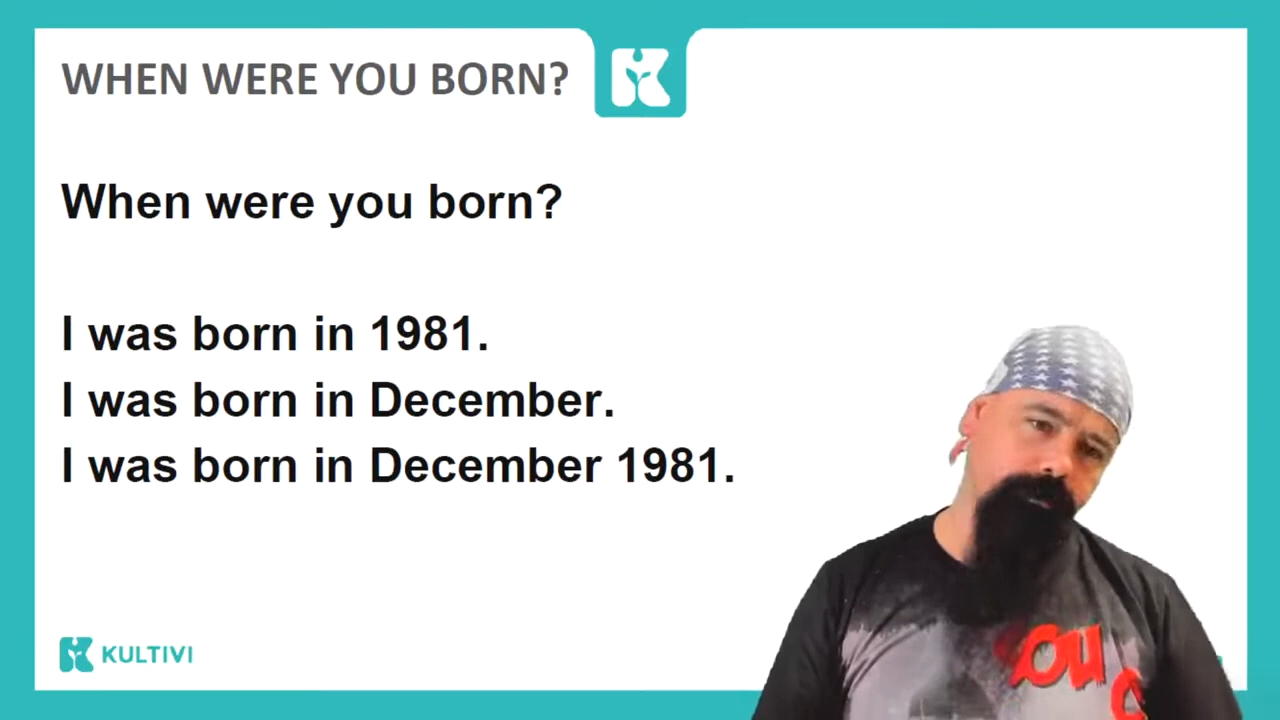 WHEN WERE YOU BORN?
When were you born?
I was born in 1981.
I was born in December.
I was born in December 1981.
KULTIVI